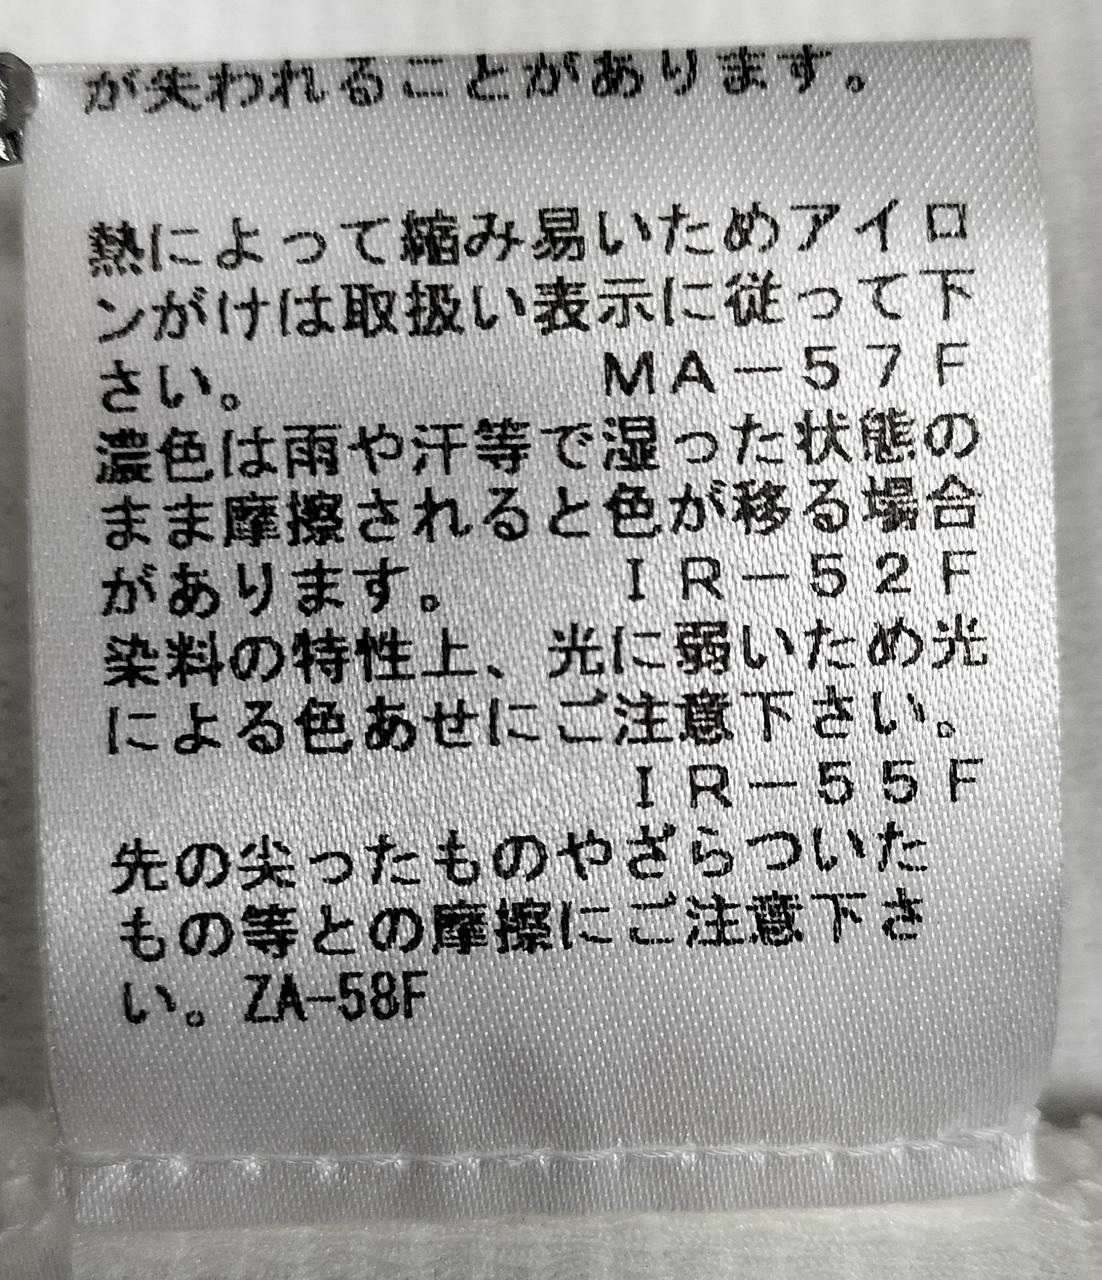 が失われることがあります。
熱によって縮み易いためアイロ
ンがけは取扱い表示に従って下
さい。 ＭＡ－５７Ｆ
濃色は雨や汗等で湿った状態の
まま摩擦されると色が移る場合
があります。 ＩＲ－５２Ｆ
染料の特性上、光に弱いため光
による色あせにご注意下さい。
ＩＲ－５５Ｆ
先の尖ったものやざらついた
もの等との摩擦にご注意下さ
い。ZA-58F